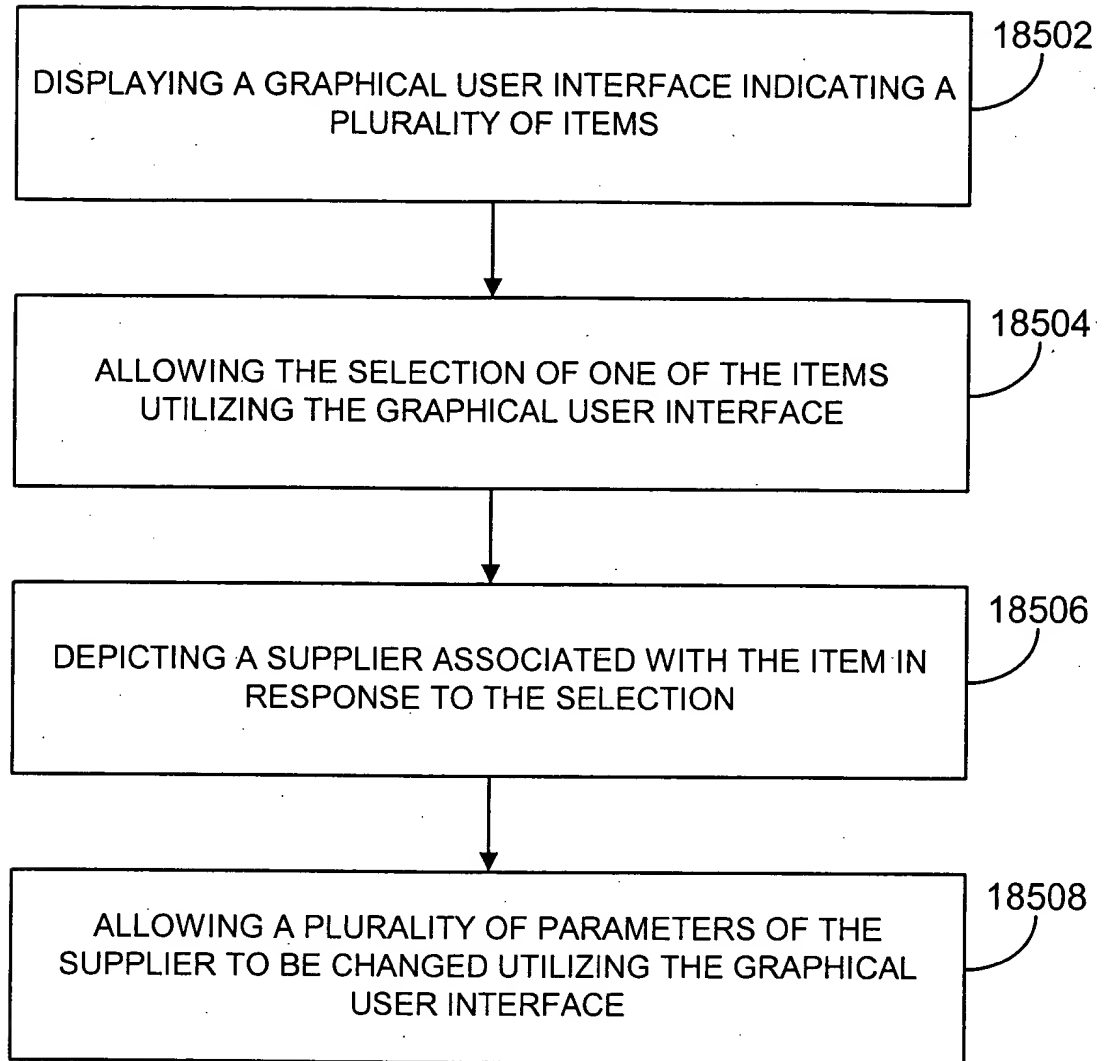 18502
DISPLAYING A GRAPHICAL USER INTERFACE INDICATING A
PLURALITY OF ITEMS
18504
ALLOWING THE SELECTION OF ONE OF THE ITEMS
UTILIZING THE GRAPHICAL USER INTERFACE
18506
DEPICTING A SUPPLIER ASSOCIATED WITH THE ITEM IN
RESPONSE TO THE SELECTION
18508
ALLOWING A PLURALITY OF PARAMETERS OF THE
SUPPLIER TO BE CHANGED UTILIZING THE GRAPHICAL
USER INTERFACE